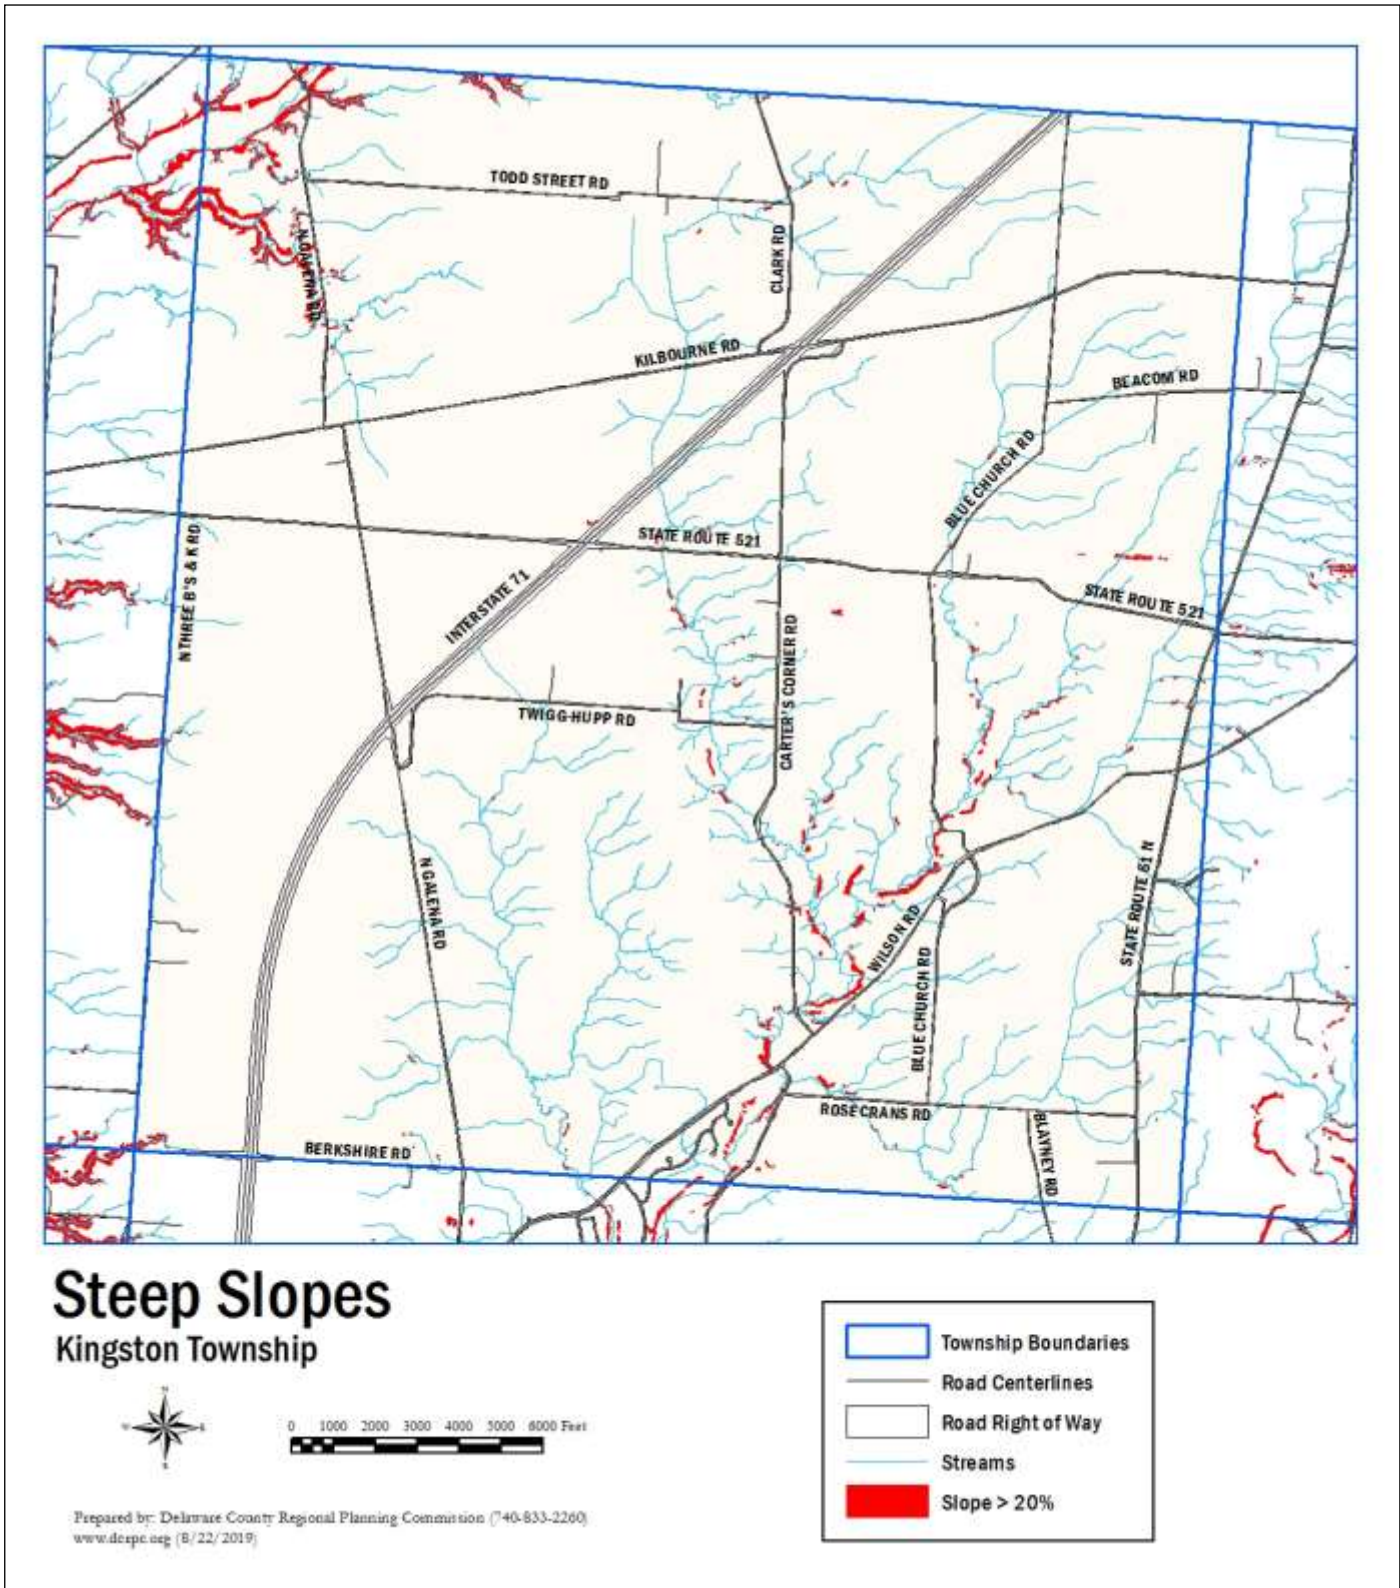 TODD STREET RD
N GALENA RD
CLARK RD
KILBOURNE RD
BEACOM RD
BLUE CHURCH RD
STATE ROUTE 521
N THREE B'S & K RD
INTERSTATE 71
STATE ROUTE 521
CARTER'S CORNER RD
TWIGG-HUPP RD
N GALENA RD
STATE ROUTE 61 N
WILSON RD
BLUE CHURCH RD
ROSECRANS RD
BLAYNEY RD
BERKSHIRE RD
Steep Slopes
Kingston Township
N
W E
S
0 1000 2000 3000 4000 5000 6000 Feet
Township Boundaries
Road Centerlines
Road Right of Way
Streams
Slope > 20%
Prepared by: Delaware County Regional Planning Commission (740-833-2260)
www.dcrpc.org (8/22/2019)